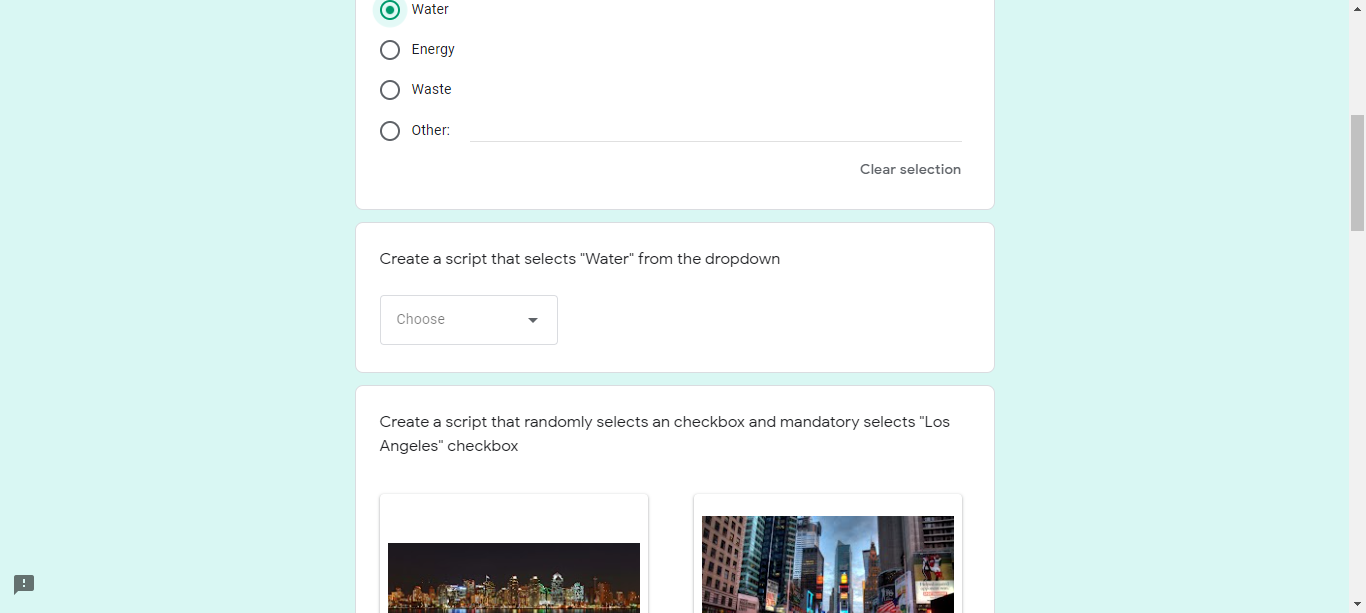 Water
Energy
Waste
Other:
Clear selection
Create a script that selects "Water" from the dropdown
Choose
Create a script that randomly selects an checkbox and mandatory selects "Los
Angeles" checkbox